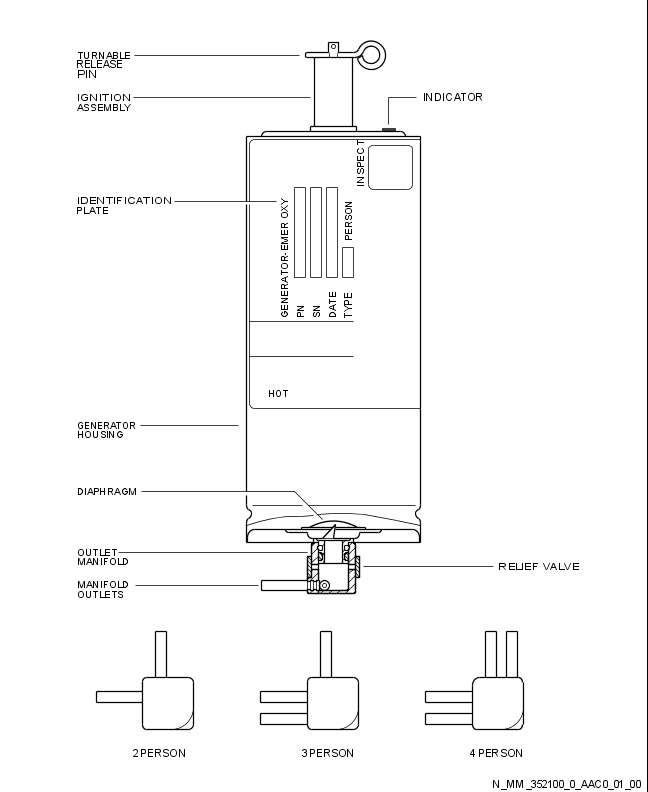 TURNABLE
RELEASE
PIN
IGNITION
ASSEMBLY
INDICATOR
INSPECT
IDENTIFICATION
PLATE
GENERATOR-EMER OXY
PN
SN
DATE
TYPE
PERSON
HOT
GENERATOR
HOUSING
DIAPHRAGM
OUTLET
MANIFOLD
RELIEF VALVE
MANIFOLD
OUTLETS
2 PERSON
3 PERSON
4 PERSON
N_MM_352100_0_AAC0_01_00